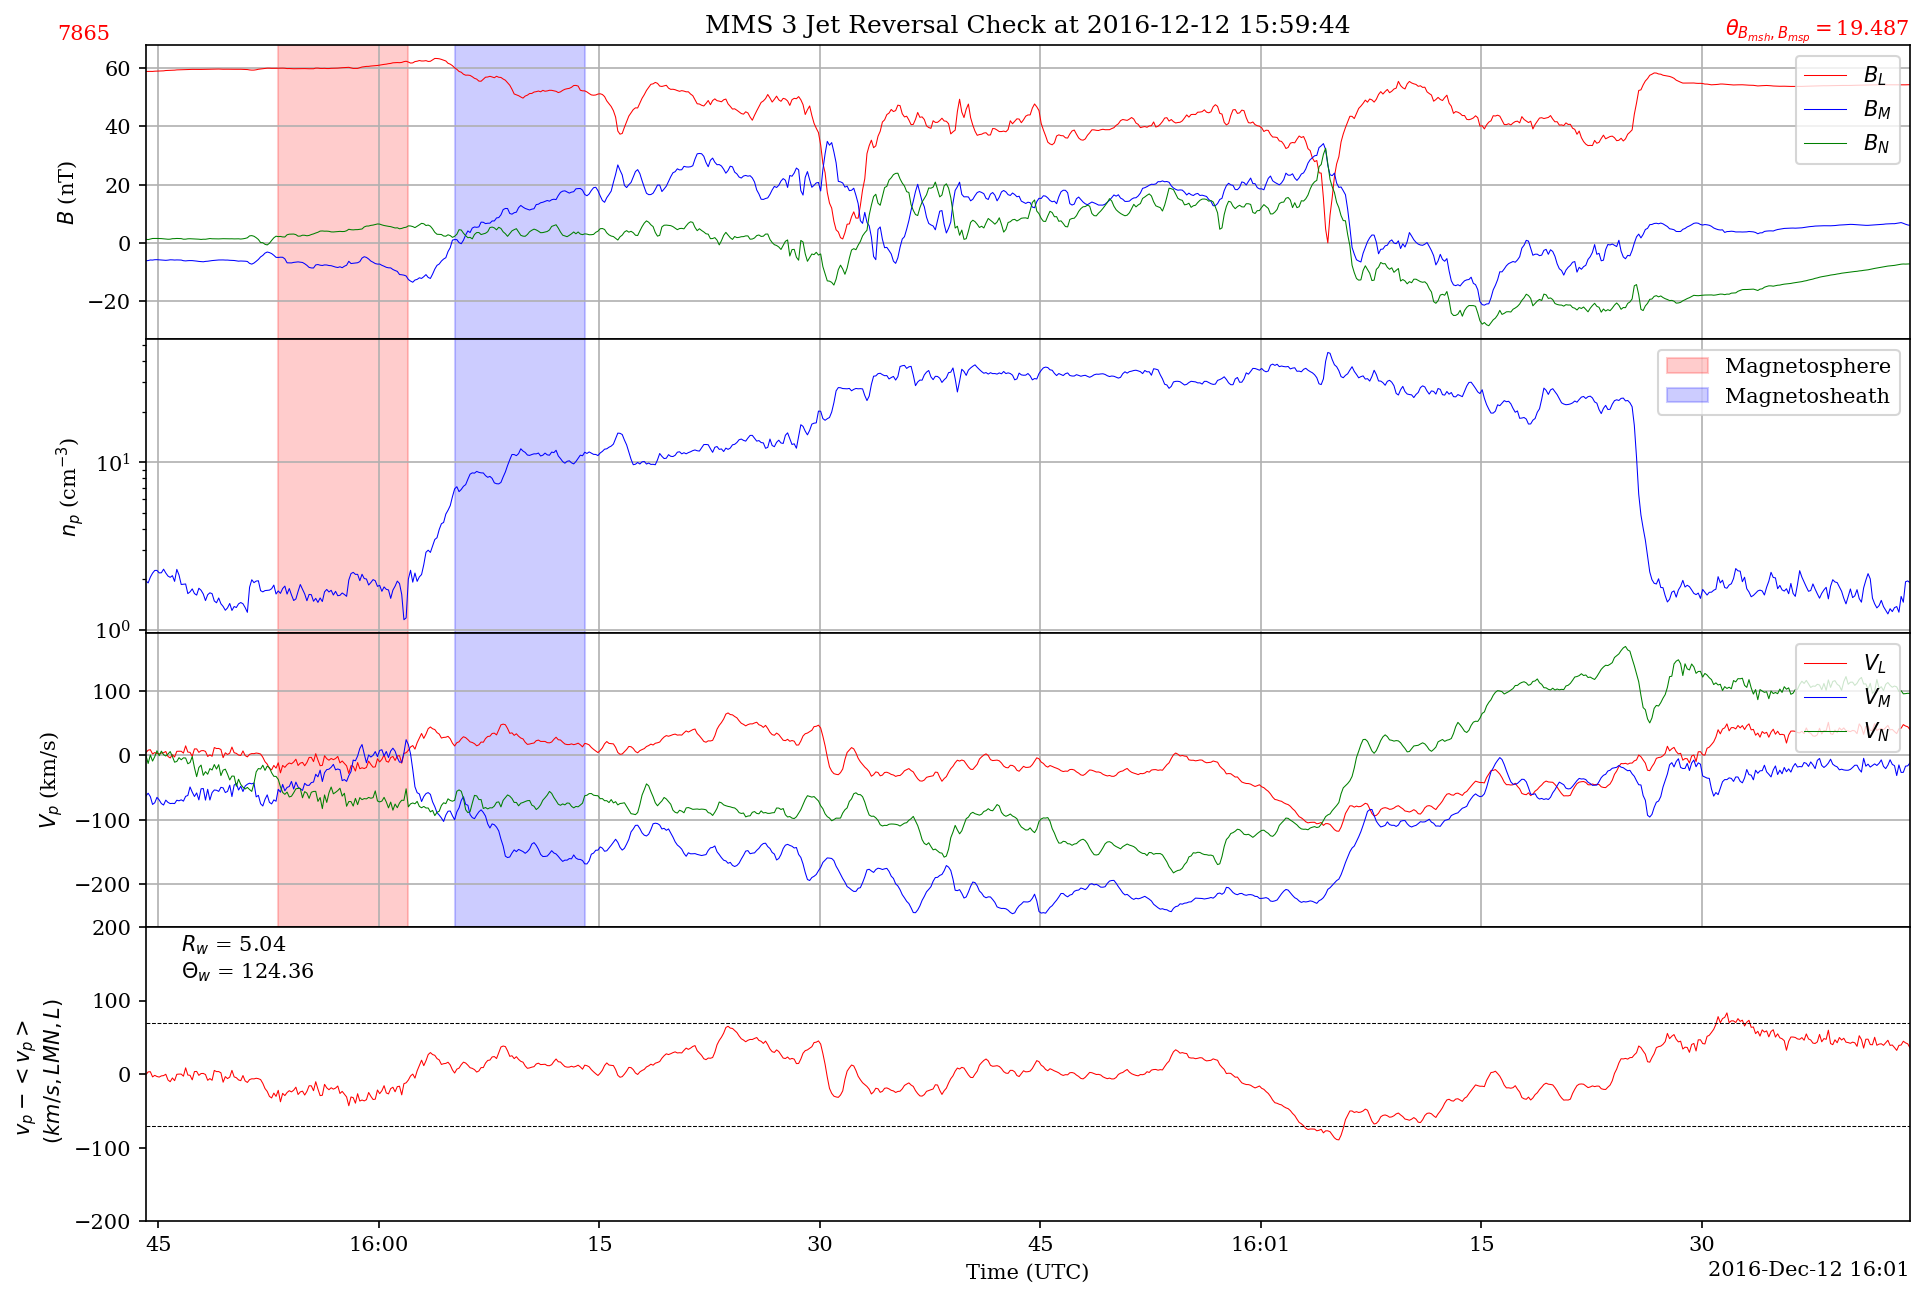 7865
MMS 3 Jet Reversal Check at 2016-12-12 15:59:44
θ_{B_{msh}, B_{msp}} = 19.487
B (nT)
60
40
20
0
−20
B_L
B_M
B_N
n_p (cm^{−3})
10^1
10^0
Magnetosphere
Magnetosheath
V_p (km/s)
100
0
−100
−200
V_L
V_M
V_N
v_p − < v_p >
(km/s, LMN, L)
200
100
0
−100
−200
R_w = 5.04
Θ_w = 124.36
45
16:00
15
30
45
16:01
15
30
Time (UTC)
2016-Dec-12 16:01